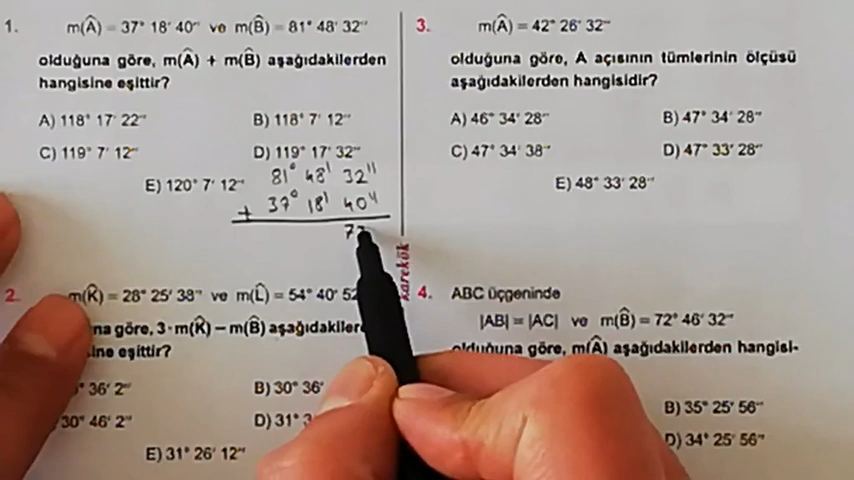 1. m(Â) = 37° 18' 40'' ve m(B̂) = 81° 48' 32''
olduğuna göre, m(Â) + m(B̂) aşağıdakilerden
hangisine eşittir?
A) 118° 17' 22''
B) 118° 7' 12''
C) 119° 7' 12''
D) 119° 17' 32''
E) 120° 7' 12''
81° 48' 32''
+ 37° 18' 40''
2. m(K̂) = 28° 25' 38'' ve m(L̂) = 54° 40' 52
na göre, 3·m(K̂) – m(B̂) aşağıdakiler
ine eşittir?
36' 2''
B) 30° 36'
30° 46' 2''
D) 31°
E) 31° 26' 12''
karekök
3. m(Â) = 42° 26' 32''
olduğuna göre, A açısının tümlerinin ölçüsü
aşağıdakilerden hangisidir?
A) 46° 34' 28''
B) 47° 34' 28''
C) 47° 34' 38''
D) 47° 33' 28''
E) 48° 33' 28''
4. ABC üçgeninde
|AB| = |AC| ve m(B̂) = 72° 46' 32''
olduğuna göre, m(Â) aşağıdakilerden hangisi-
B) 35° 25' 56''
D) 34° 25' 56''